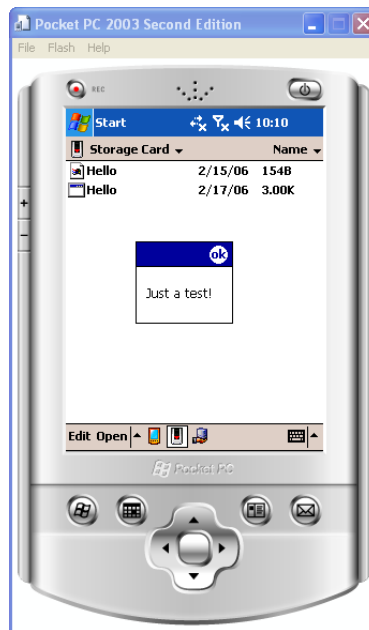 Pocket PC 2003 Second Edition
File Flash Help
REC
Start 10:10
Storage Card Name
Hello 2/15/06 154B
Hello 2/17/06 3.00K
ok
Just a test!
Edit Open
Pocket PC